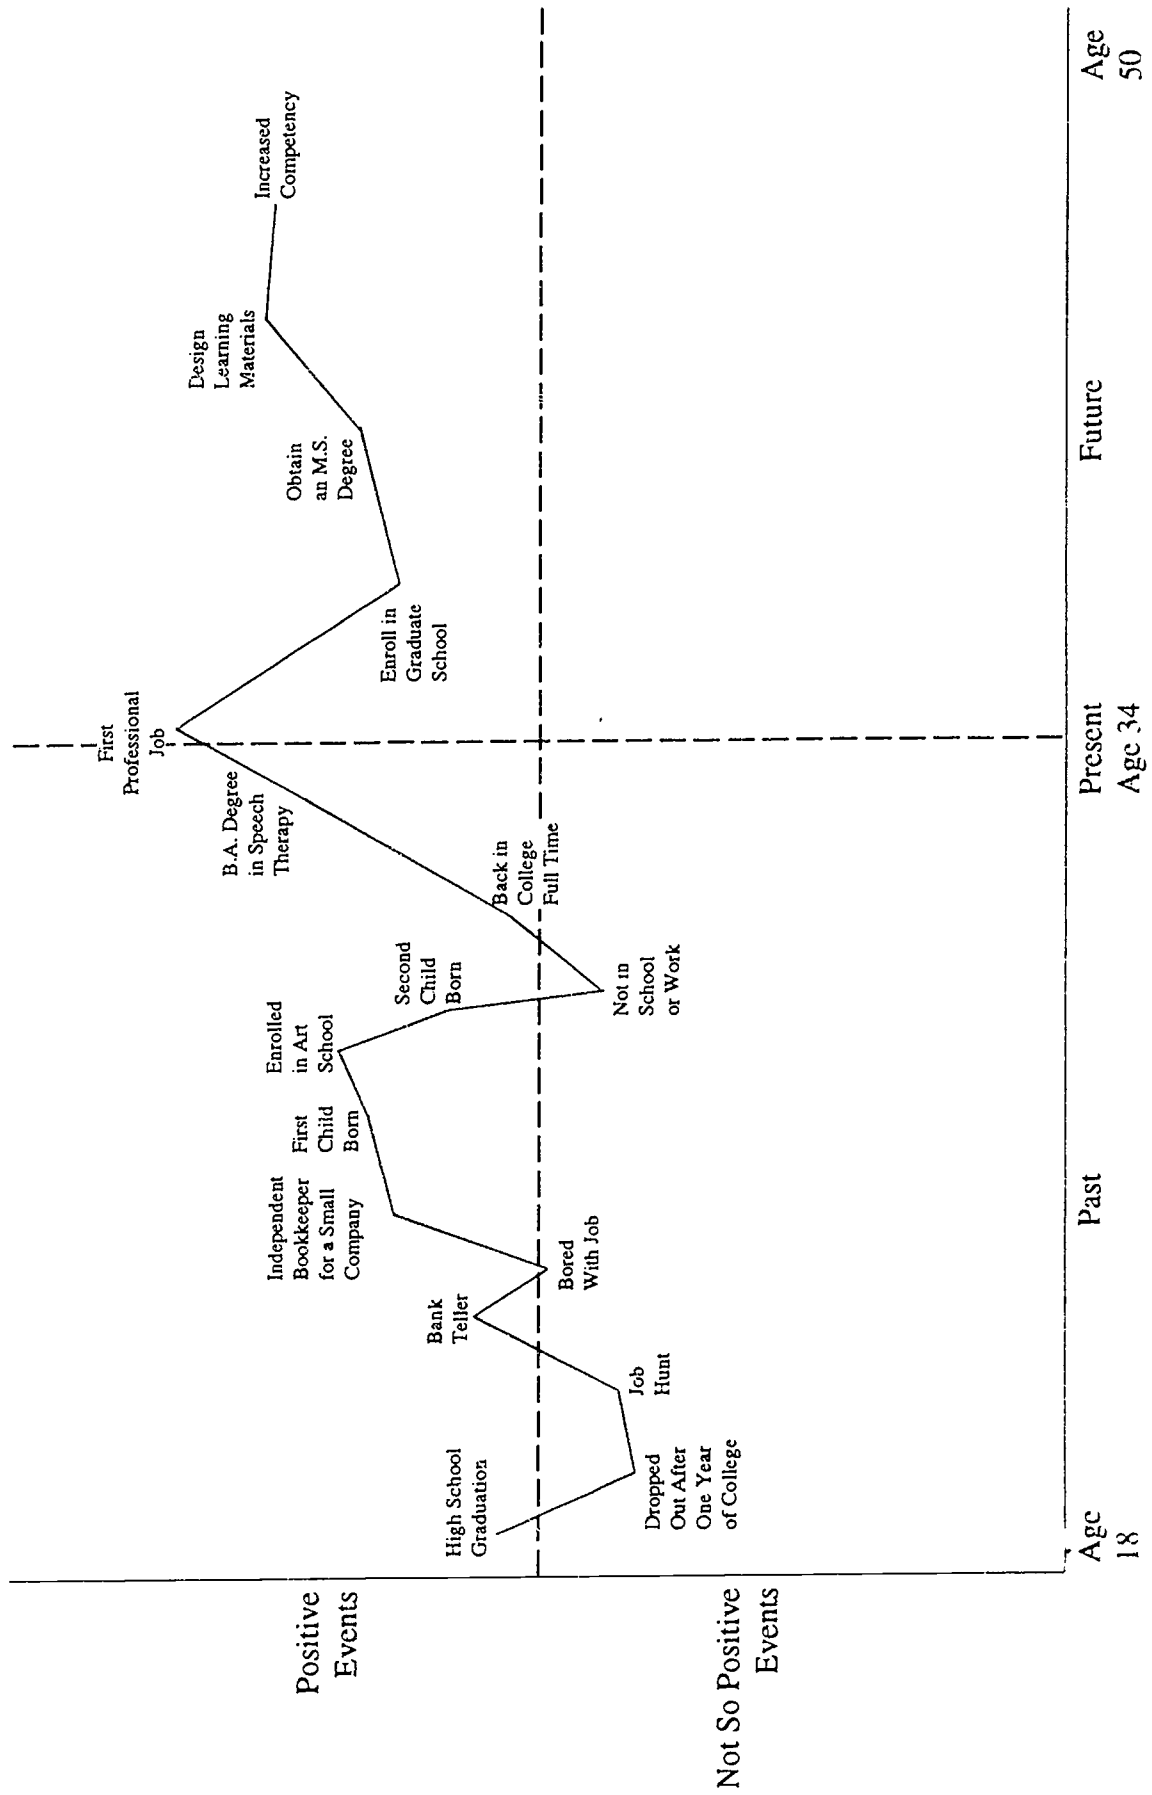 Positive
Events
Not So Positive
Events
High School
Graduation
Dropped
Out After
One Year
of College
Job
Hunt
Bank
Teller
Bored
With Job
Independent
Bookkeeper
for a Small
Company
First
Child
Born
Enrolled
in Art
School
Second
Child
Born
Not in
School
or Work
Back in
College
Full Time
B.A. Degree
in Speech
Therapy
First
Professional
Job
Enroll in
Graduate
School
Obtain
an M.S.
Degree
Design
Learning
Materials
Increased
Competency
Age
18
Past
Present
Age 34
Future
Age
50